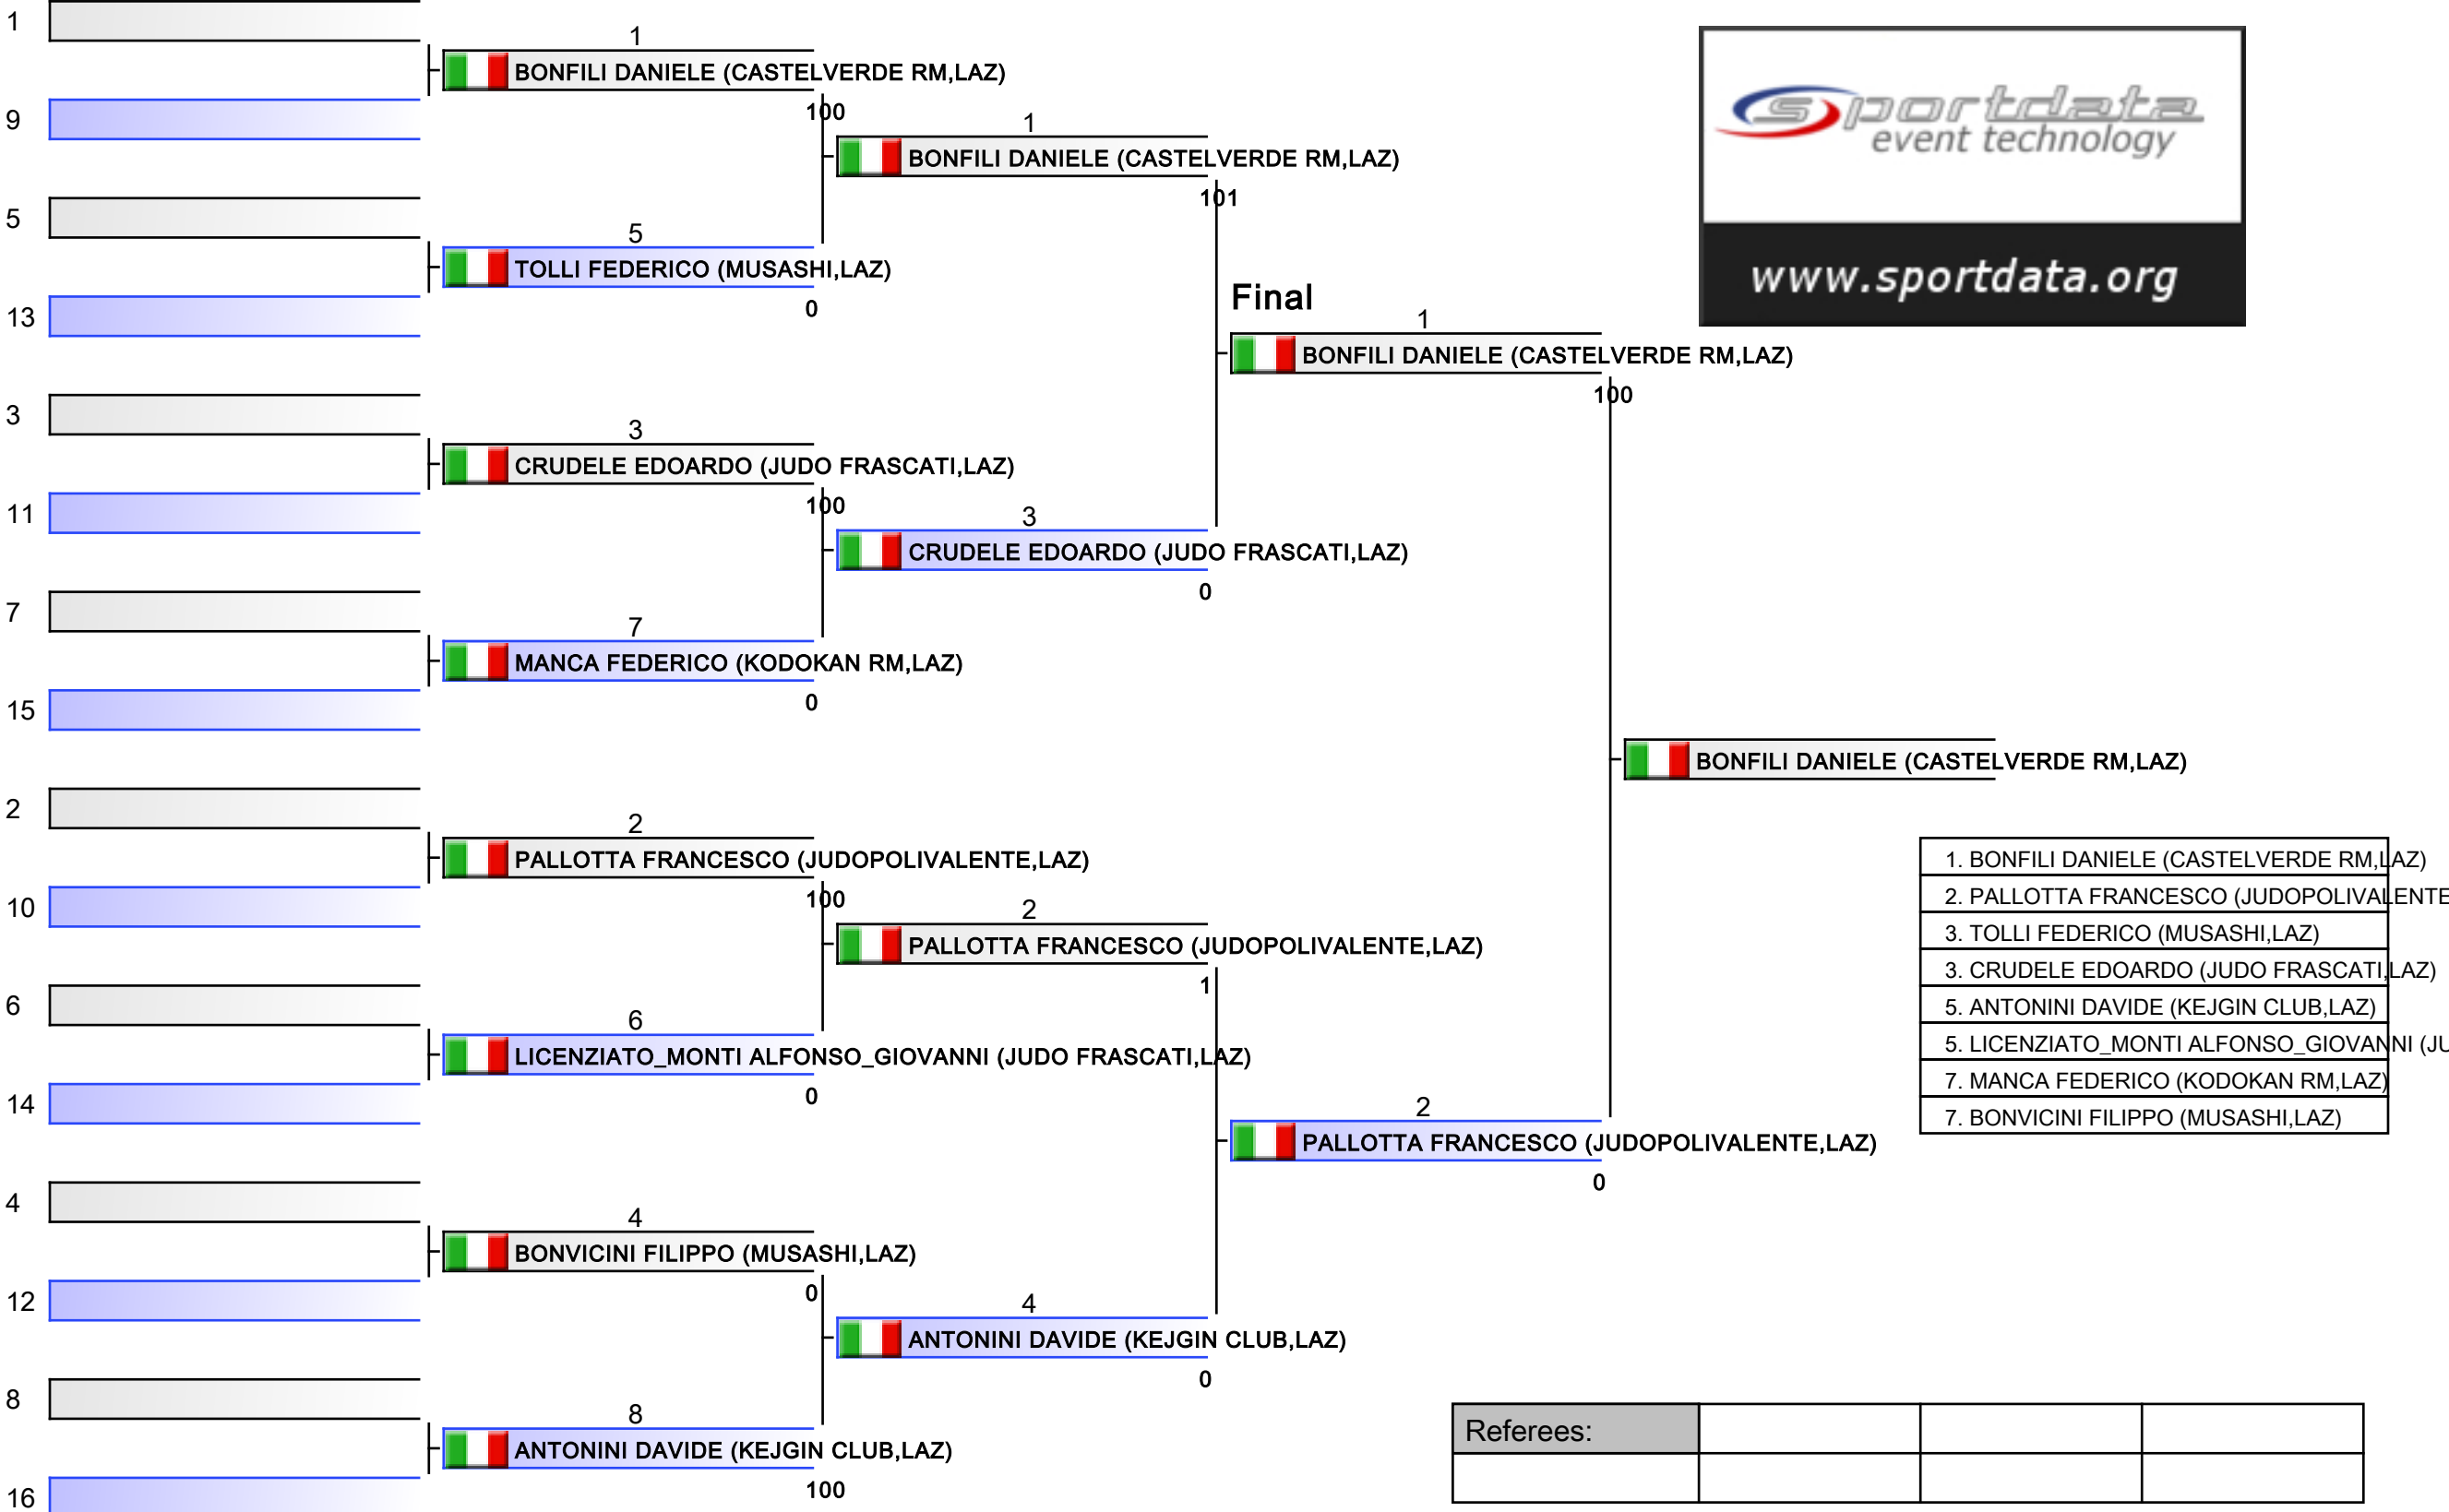 1
9
5
13
3
11
7
15
2
10
6
14
4
12
8
16
1
BONFILI DANIELE (CASTELVERDE RM,LAZ)
100
5
TOLLI FEDERICO (MUSASHI,LAZ)
0
3
CRUDELE EDOARDO (JUDO FRASCATI,LAZ)
100
7
MANCA FEDERICO (KODOKAN RM,LAZ)
0
2
PALLOTTA FRANCESCO (JUDOPOLIVALENTE,LAZ)
100
6
LICENZIATO_MONTI ALFONSO_GIOVANNI (JUDO FRASCATI,LAZ)
0
4
BONVICINI FILIPPO (MUSASHI,LAZ)
0
8
ANTONINI DAVIDE (KEJGIN CLUB,LAZ)
100
1
BONFILI DANIELE (CASTELVERDE RM,LAZ)
101
3
CRUDELE EDOARDO (JUDO FRASCATI,LAZ)
0
2
PALLOTTA FRANCESCO (JUDOPOLIVALENTE,LAZ)
1
4
ANTONINI DAVIDE (KEJGIN CLUB,LAZ)
0
Final
1
BONFILI DANIELE (CASTELVERDE RM,LAZ)
100
2
PALLOTTA FRANCESCO (JUDOPOLIVALENTE,LAZ)
0
BONFILI DANIELE (CASTELVERDE RM,LAZ)
sportdata
event technology
www.sportdata.org
1. BONFILI DANIELE (CASTELVERDE RM,LAZ)
2. PALLOTTA FRANCESCO (JUDOPOLIVALENTE
3. TOLLI FEDERICO (MUSASHI,LAZ)
3. CRUDELE EDOARDO (JUDO FRASCATI,LAZ)
5. ANTONINI DAVIDE (KEJGIN CLUB,LAZ)
5. LICENZIATO_MONTI ALFONSO_GIOVANNI (JU
7. MANCA FEDERICO (KODOKAN RM,LAZ)
7. BONVICINI FILIPPO (MUSASHI,LAZ)
Referees: